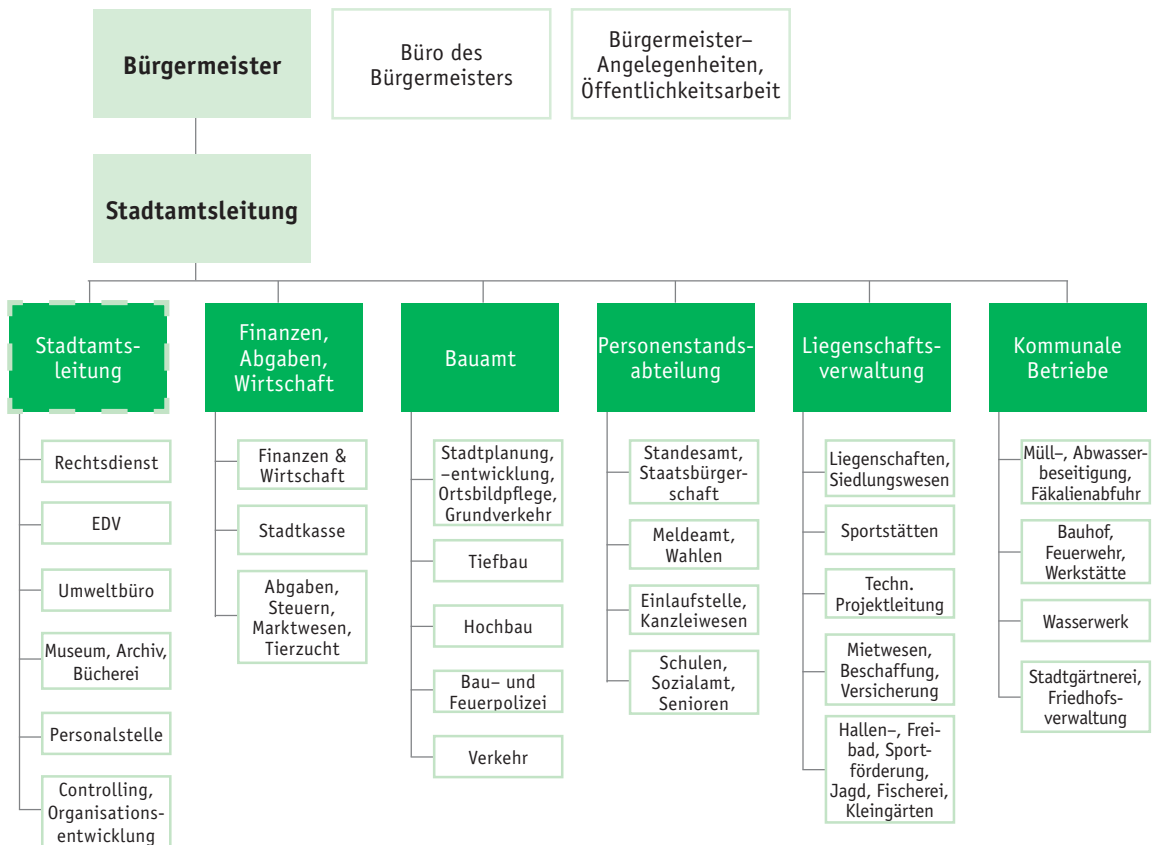 Bürgermeister
Büro des
Bürgermeisters
Bürgermeister–
Angelegenheiten,
Öffentlichkeitsarbeit
Stadtamtsleitung
Stadtamts-
leitung
Rechtsdienst
EDV
Umweltbüro
Museum, Archiv,
Bücherei
Personalstelle
Controlling,
Organisations-
entwicklung
Finanzen,
Abgaben,
Wirtschaft
Finanzen &
Wirtschaft
Stadtkasse
Abgaben,
Steuern,
Marktwesen,
Tierzucht
Bauamt
Stadtplanung,
–entwicklung,
Ortsbildpflege,
Grundverkehr
Tiefbau
Hochbau
Bau– und
Feuerpolizei
Verkehr
Personenstands-
abteilung
Standesamt,
Staatsbürger-
schaft
Meldeamt,
Wahlen
Einlaufstelle,
Kanzleiwesen
Schulen,
Sozialamt,
Senioren
Liegenschafts-
verwaltung
Liegenschaften,
Siedlungswesen
Sportstätten
Techn.
Projektleitung
Mietwesen,
Beschaffung,
Versicherung
Hallen–, Frei-
bad, Sport-
förderung,
Jagd, Fischerei,
Kleingärten
Kommunale
Betriebe
Müll–, Abwasser-
beseitigung,
Fäkalienabfuhr
Bauhof,
Feuerwehr,
Werkstätte
Wasserwerk
Stadtgärtnerei,
Friedhofs-
verwaltung